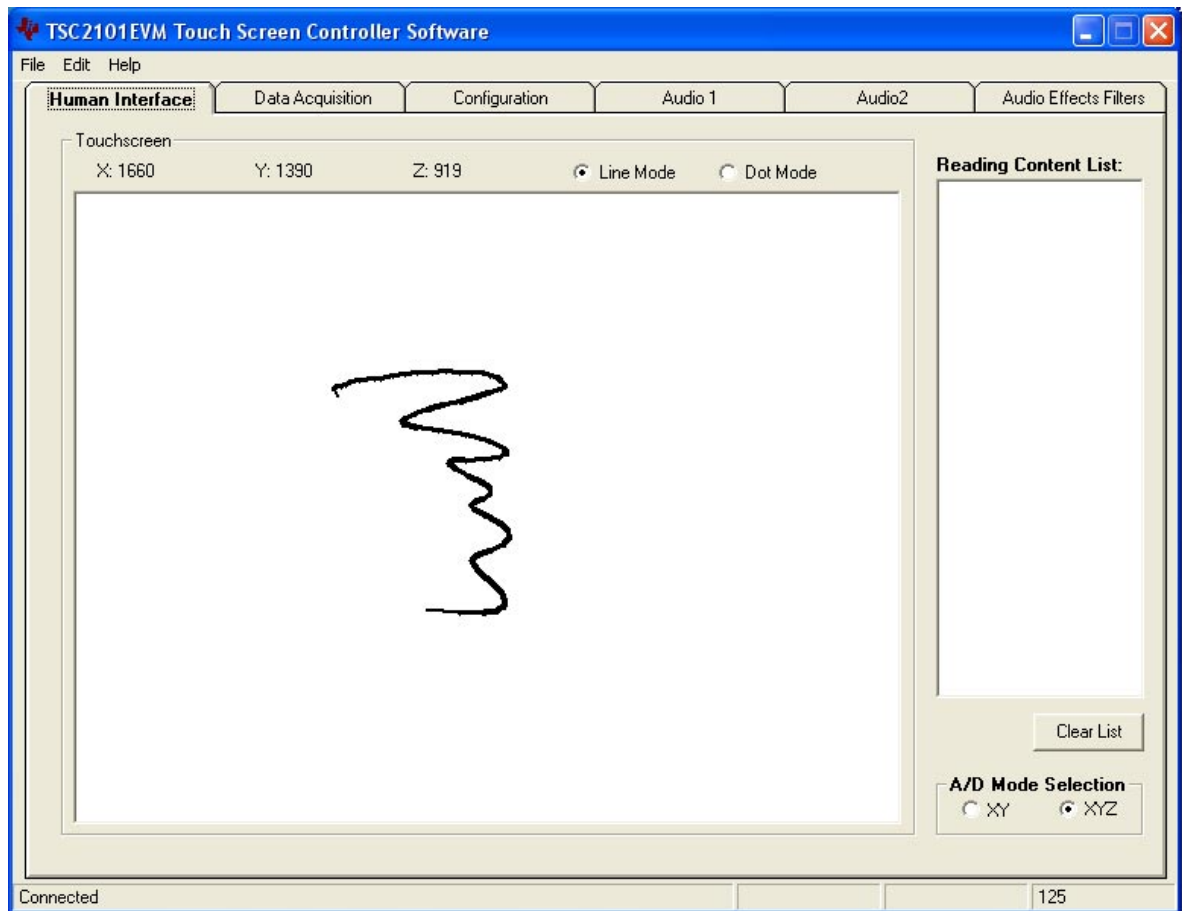 TSC2101EVM Touch Screen Controller Software
File Edit Help
Human Interface Data Acquisition Configuration Audio 1 Audio2 Audio Effects Filters
Touchscreen
X: 1660 Y: 1390 Z: 919 Line Mode Dot Mode
Reading Content List:
Clear List
A/D Mode Selection
XY XYZ
Connected 125